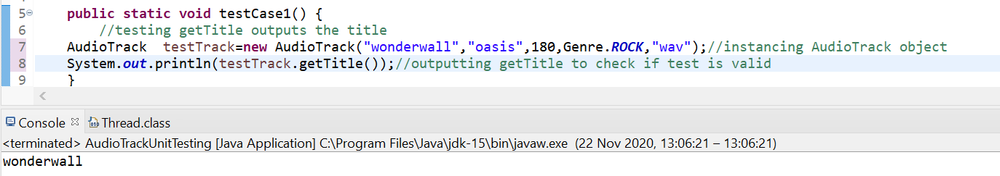 5 public static void testCase1() {
6 //testing getTitle outputs the title
7 AudioTrack  testTrack=new AudioTrack("wonderwall","oasis",180,Genre.ROCK,"wav");//instancing AudioTrack object
8 System.out.println(testTrack.getTitle());//outputting getTitle to check if test is valid
9 }
Console Thread.class
<terminated> AudioTrackUnitTesting [Java Application] C:\Program Files\Java\jdk-15\bin\javaw.exe  (22 Nov 2020, 13:06:21 – 13:06:21)
wonderwall